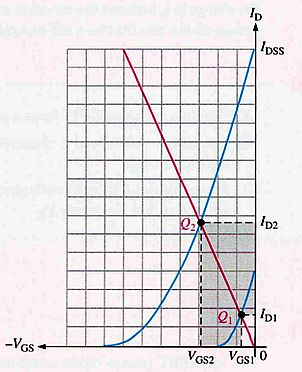 I_D
I_DSS
Q_2
I_D2
Q_1
I_D1
-V_GS
V_GS2
V_GS1
0